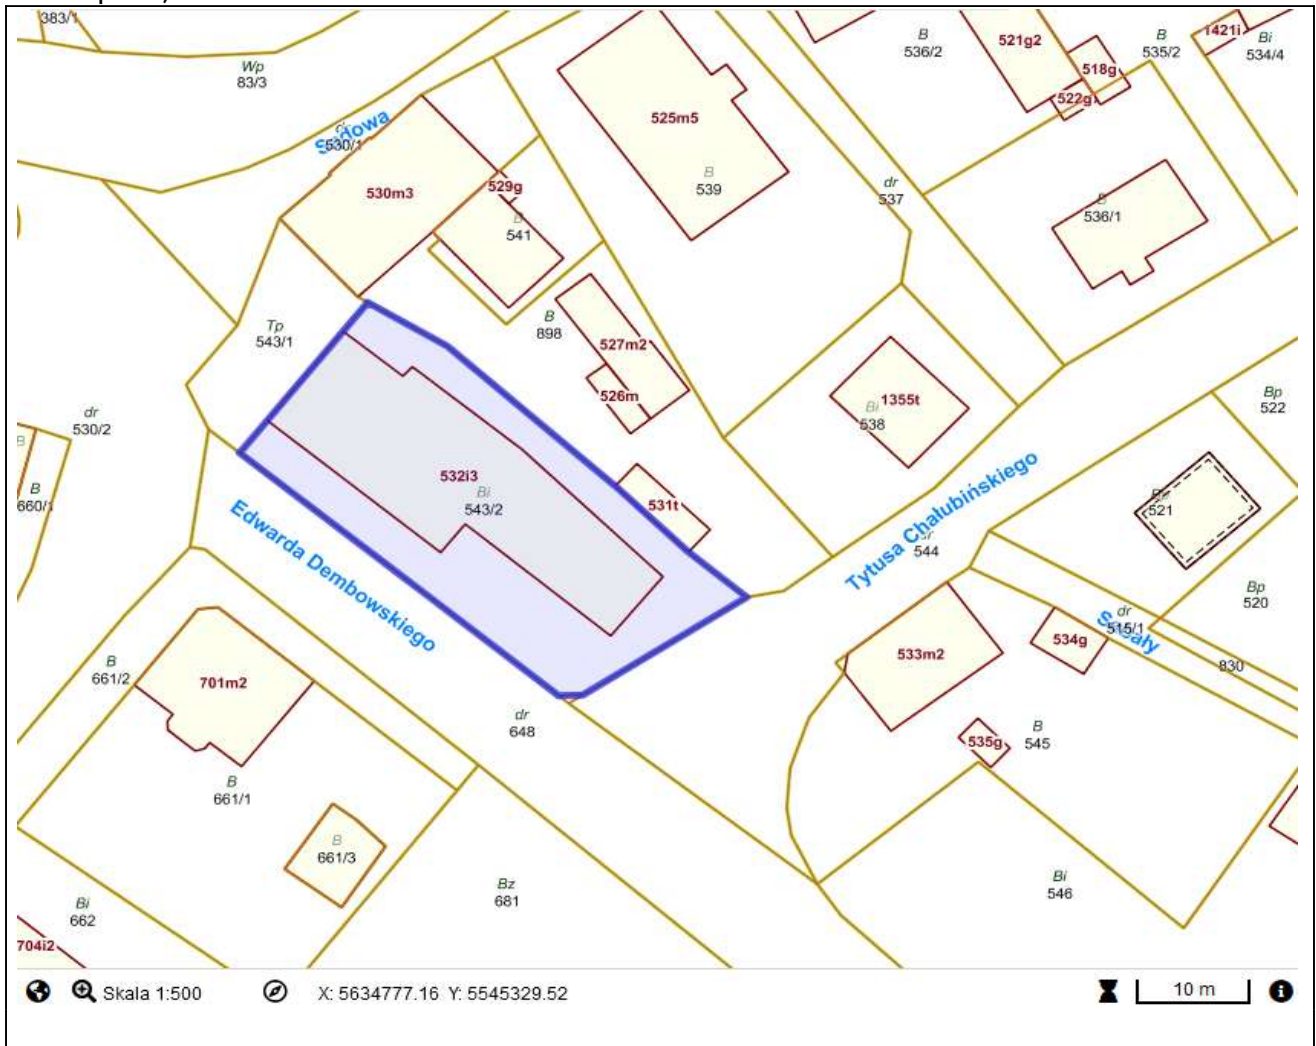 383/1
Wp
83/3
B
536/2
521g2
518g
522g
B
535/2
1421i
Bi
534/4
Sądowa
530/1
530m3
529g
B
541
525m5
B
539
dr
537
B
536/1
Tp
543/1
B
898
527m2
526m
Bi
538
1355t
Bp
522
dr
530/2
B
B
660/1
532i3
Bi
543/2
531t
Edwarda Dembowskiego
Tytusa Chałubińskiego
dr
544
521
Bp
520
dr
515/1
830
534g
533m2
535g
B
545
B
661/2
701m2
dr
648
B
661/1
B
661/3
Bz
681
Bi
546
Bi
662
704i2
Skala 1:500
X: 5634777.16 Y: 5545329.52
10 m